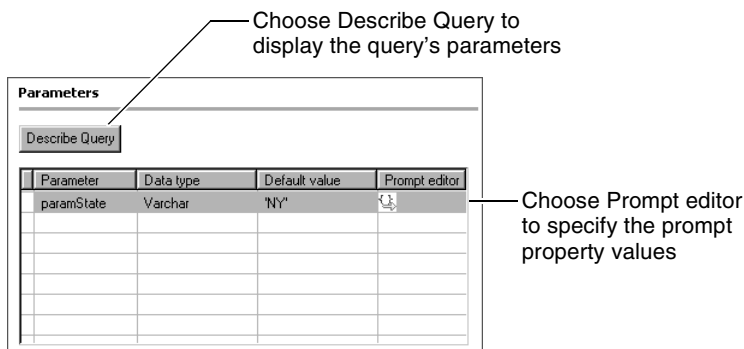 Choose Describe Query to
display the query's parameters
Parameters
Describe Query
Parameter Data type Default value Prompt editor
paramState Varchar 'NY'
Choose Prompt editor
to specify the prompt
property values